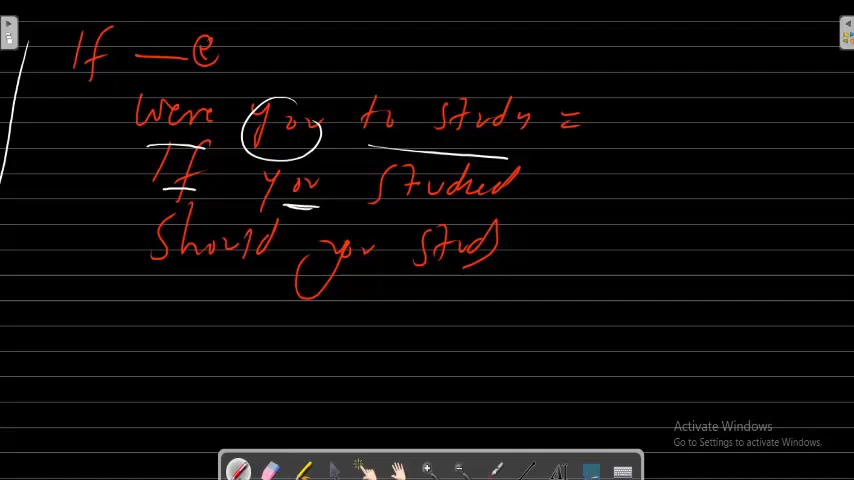 If — e
Were you to study =
If you studied
Should you study
Activate Windows
Go to Settings to activate Windows.